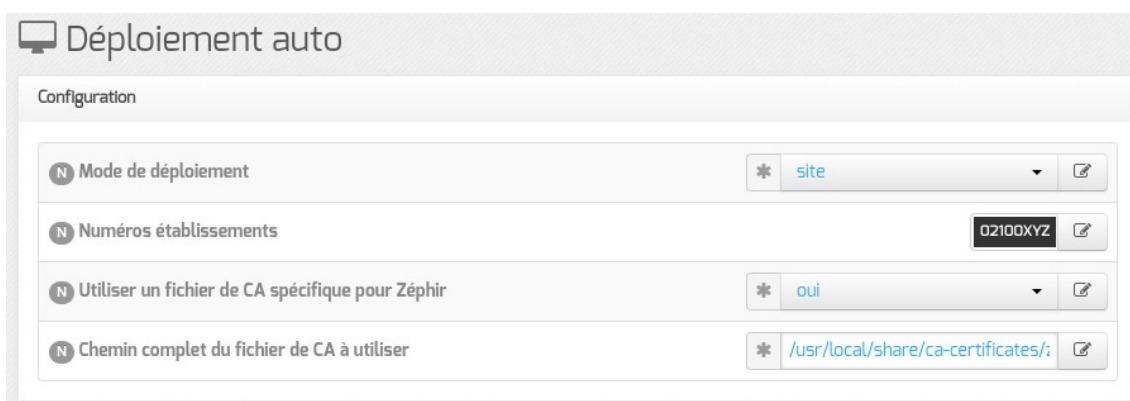 Déploiement auto
Configuration
N Mode de déploiement * site
N Numéros établissements 02100XYZ
N Utiliser un fichier de CA spécifique pour Zéphir * oui
N Chemin complet du fichier de CA à utiliser * /usr/local/share/ca-certificates/